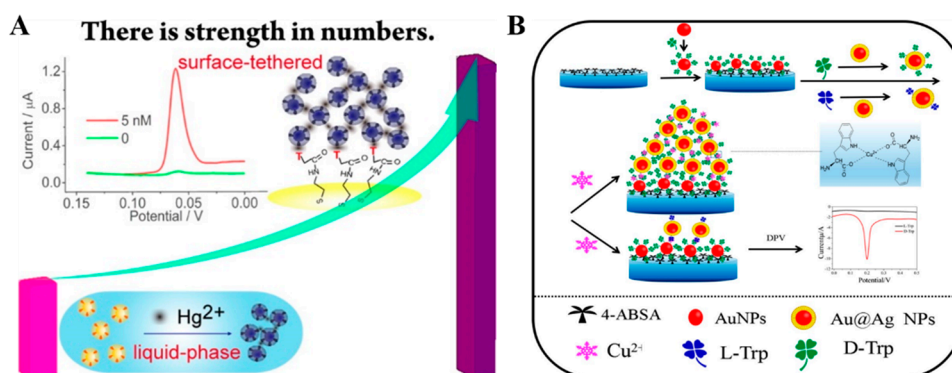 A
There is strength in numbers.
surface-tethered
1.2
0.8
0.4
0.0
Current / µA
5 nM
0
0.10
0.05
0.00
Potential / V
T T T
O
HN
S
Hg2+
liquid-phase
B
DPV
Potential/V
4-ABSA
AuNPs
Au@Ag NPs
Cu2+
L-Trp
D-Trp